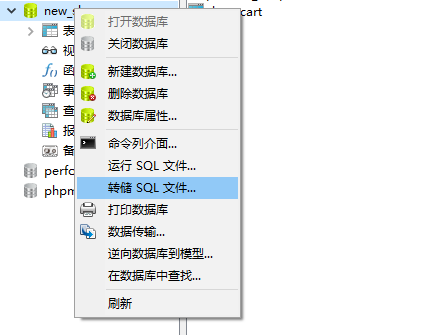 new_s
cart
打开数据库
表
关闭数据库
视
函
新建数据库...
事
删除数据库
查
数据库属性...
报
命令列介面...
备
运行 SQL 文件...
perfo
转储 SQL 文件...
phpm
打印数据库
数据传输...
逆向数据库到模型...
在数据库中查找...
刷新